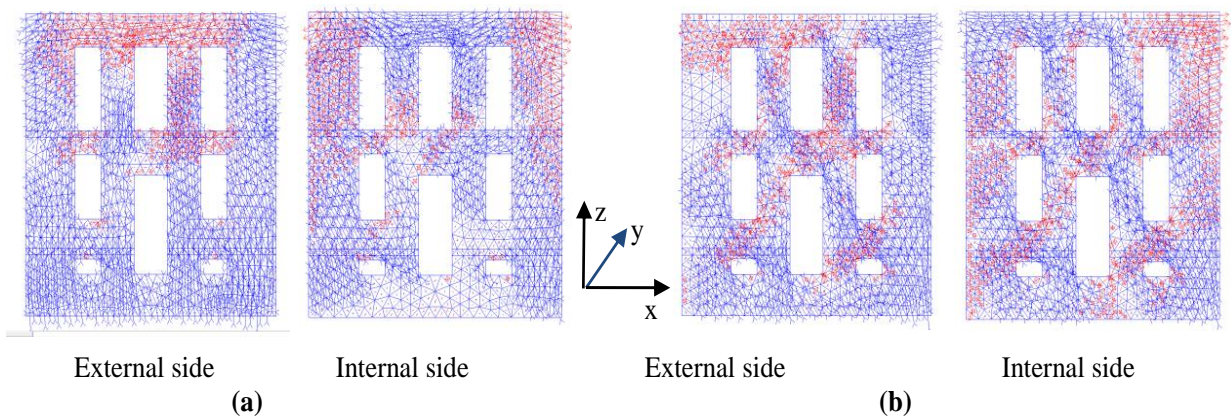 z
y
x
External side Internal side External side Internal side
(a) (b)